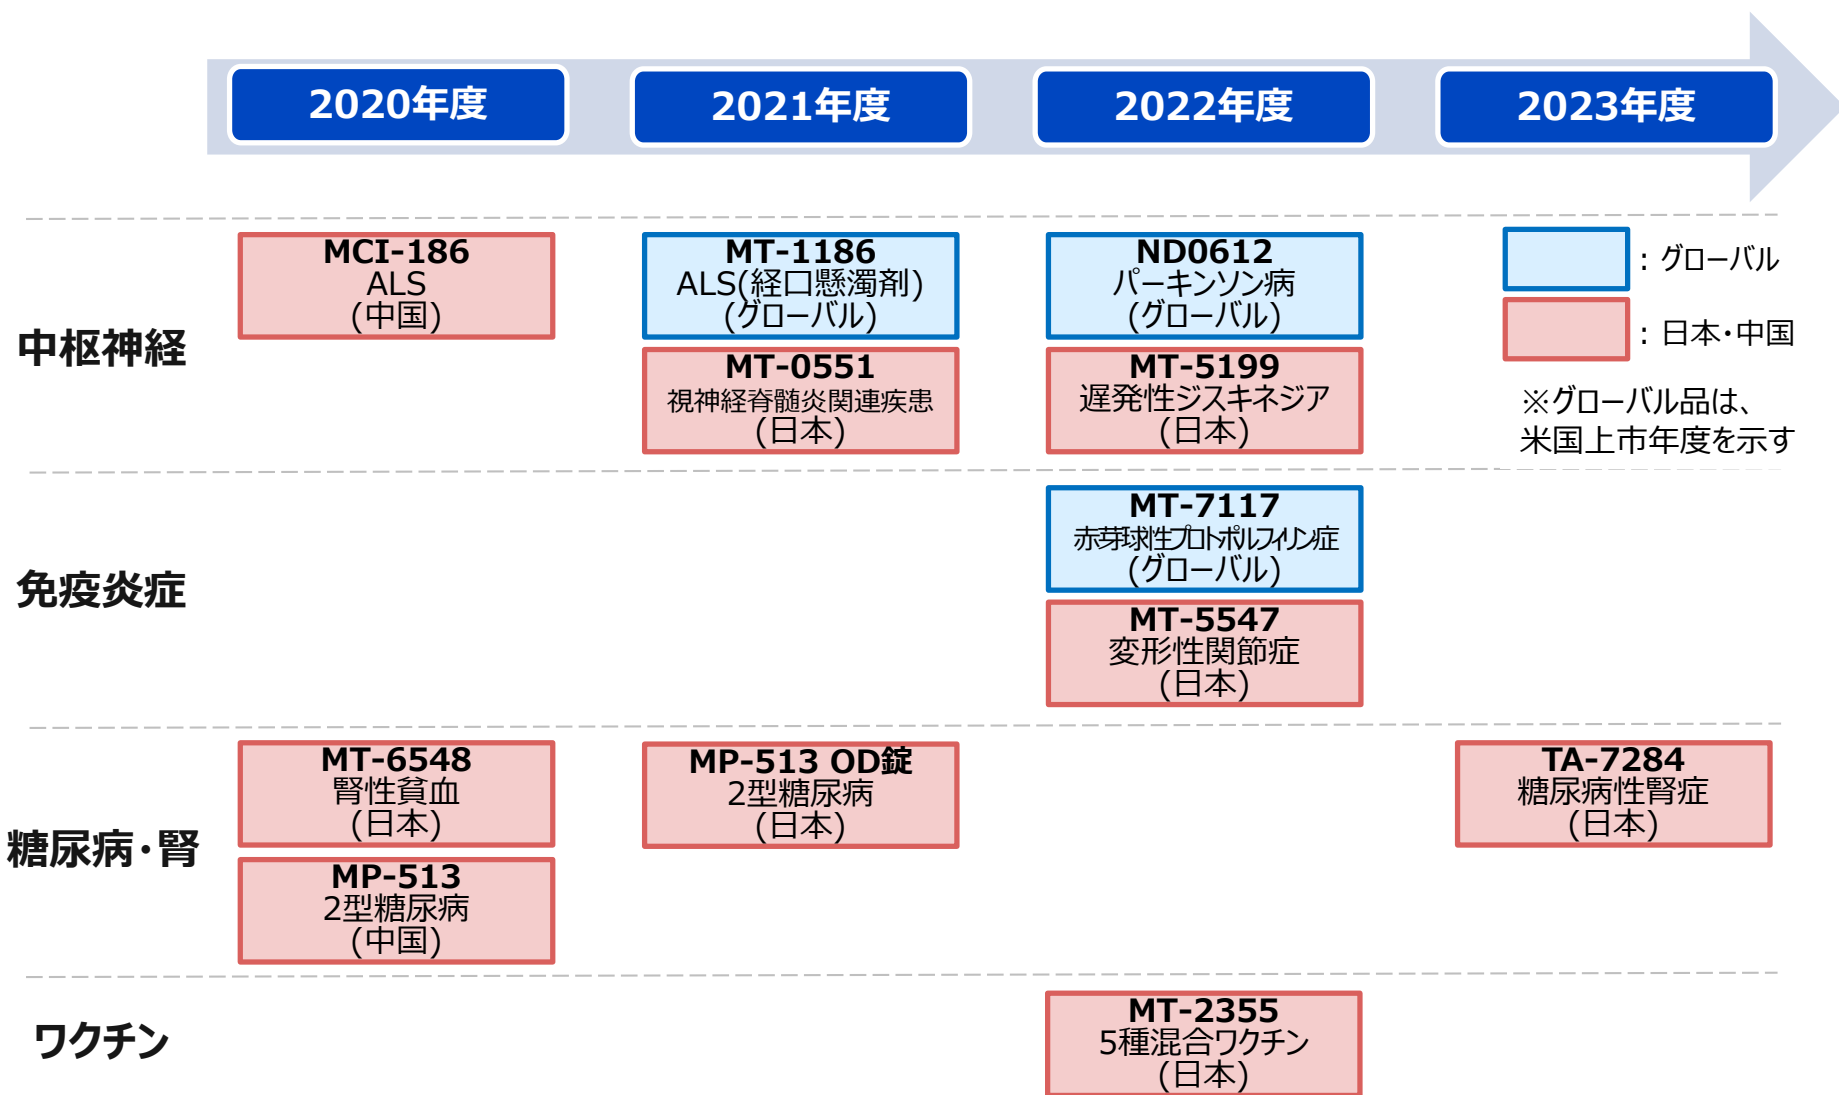 2020年度
2021年度
2022年度
2023年度
中枢神経
MCI-186
ALS
(中国)
MT-1186
ALS(経口懸濁剤)
(グローバル)
MT-0551
視神経脊髄炎関連疾患
(日本)
ND0612
パーキンソン病
(グローバル)
MT-5199
遅発性ジスキネジア
(日本)
：グローバル
：日本・中国
※グローバル品は、
米国上市年度を示す
免疫炎症
MT-7117
赤芽球性プロトポルフィリン症
(グローバル)
MT-5547
変形性関節症
(日本)
糖尿病・腎
MT-6548
腎性貧血
(日本)
MP-513
2型糖尿病
(中国)
MP-513 OD錠
2型糖尿病
(日本)
TA-7284
糖尿病性腎症
(日本)
ワクチン
MT-2355
5種混合ワクチン
(日本)